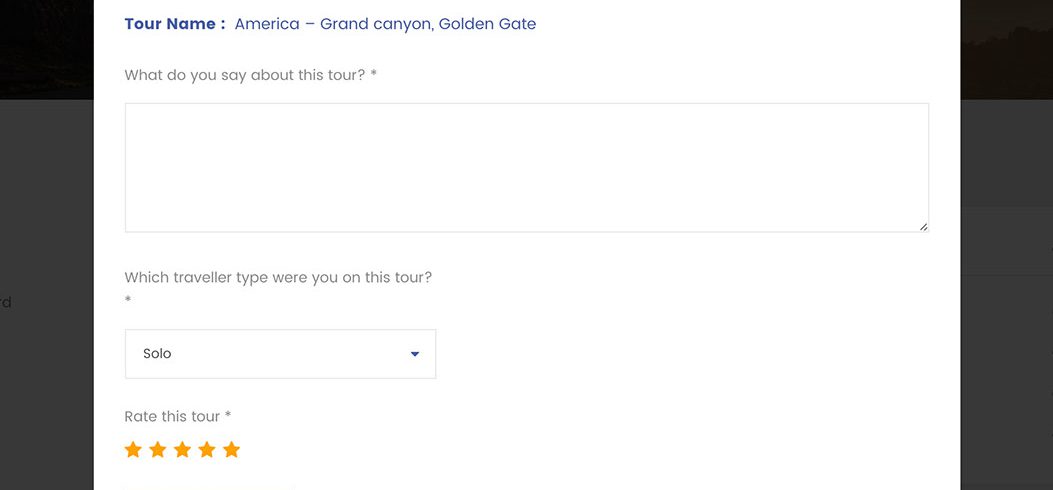 Tour Name : America – Grand canyon, Golden Gate
What do you say about this tour? *
Which traveller type were you on this tour?
*
rd
Solo
Rate this tour *